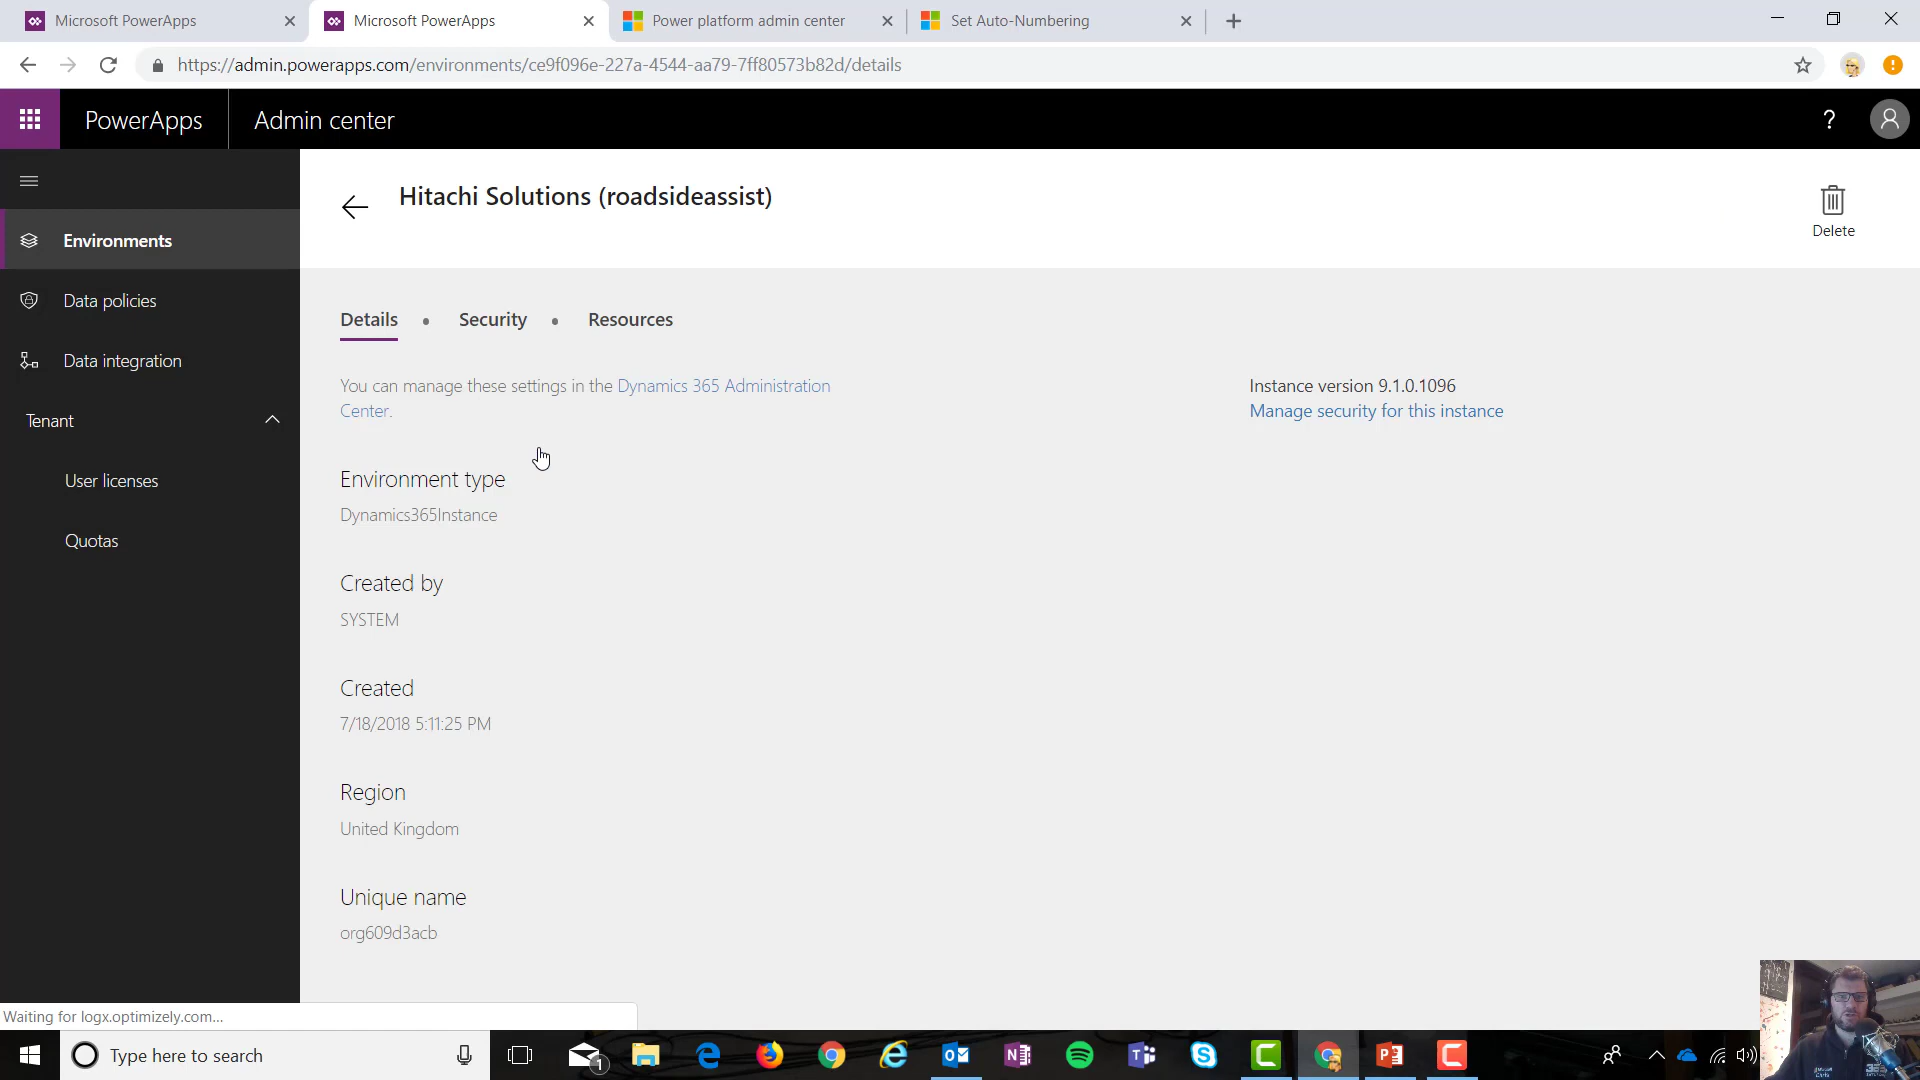 Microsoft PowerApps
Microsoft PowerApps
Power platform admin center
Set Auto-Numbering
https://admin.powerapps.com/environments/ce9f096e-227a-4544-aa79-7ff80573b82d/details
PowerApps
Admin center
?
Hitachi Solutions (roadsideassist)
Delete
Environments
Data policies
Data integration
Tenant
User licenses
Quotas
Details • Security • Resources
You can manage these settings in the Dynamics 365 Administration
Center.
Instance version 9.1.0.1096
Manage security for this instance
Environment type
Dynamics365Instance
Created by
SYSTEM
Created
7/18/2018 5:11:25 PM
Region
United Kingdom
Unique name
org609d3acb
Waiting for logx.optimizely.com...
Type here to search
1